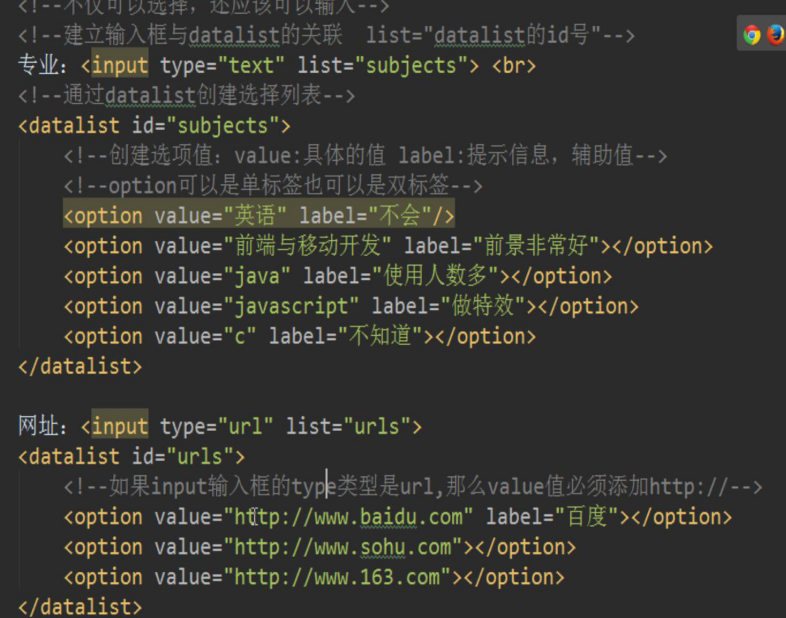 <!--不仅可以选择，还应该可以输入-->
<!--建立输入框与datalist的关联  list="datalist的id号"-->
专业：<input type="text" list="subjects"> <br>
<!--通过datalist创建选择列表-->
<datalist id="subjects">
    <!--创建选项值：value:具体的值 label:提示信息，辅助值-->
    <!--option可以是单标签也可以是双标签-->
    <option value="英语" label="不会"/>
    <option value="前端与移动开发" label="前景非常好"></option>
    <option value="java" label="使用人数多"></option>
    <option value="javascript" label="做特效"></option>
    <option value="c" label="不知道"></option>
</datalist>
网址：<input type="url" list="urls">
<datalist id="urls">
    <!--如果input输入框的type类型是url,那么value值必须添加http://-->
    <option value="http://www.baidu.com" label="百度"></option>
    <option value="http://www.sohu.com"></option>
    <option value="http://www.163.com"></option>
</datalist>